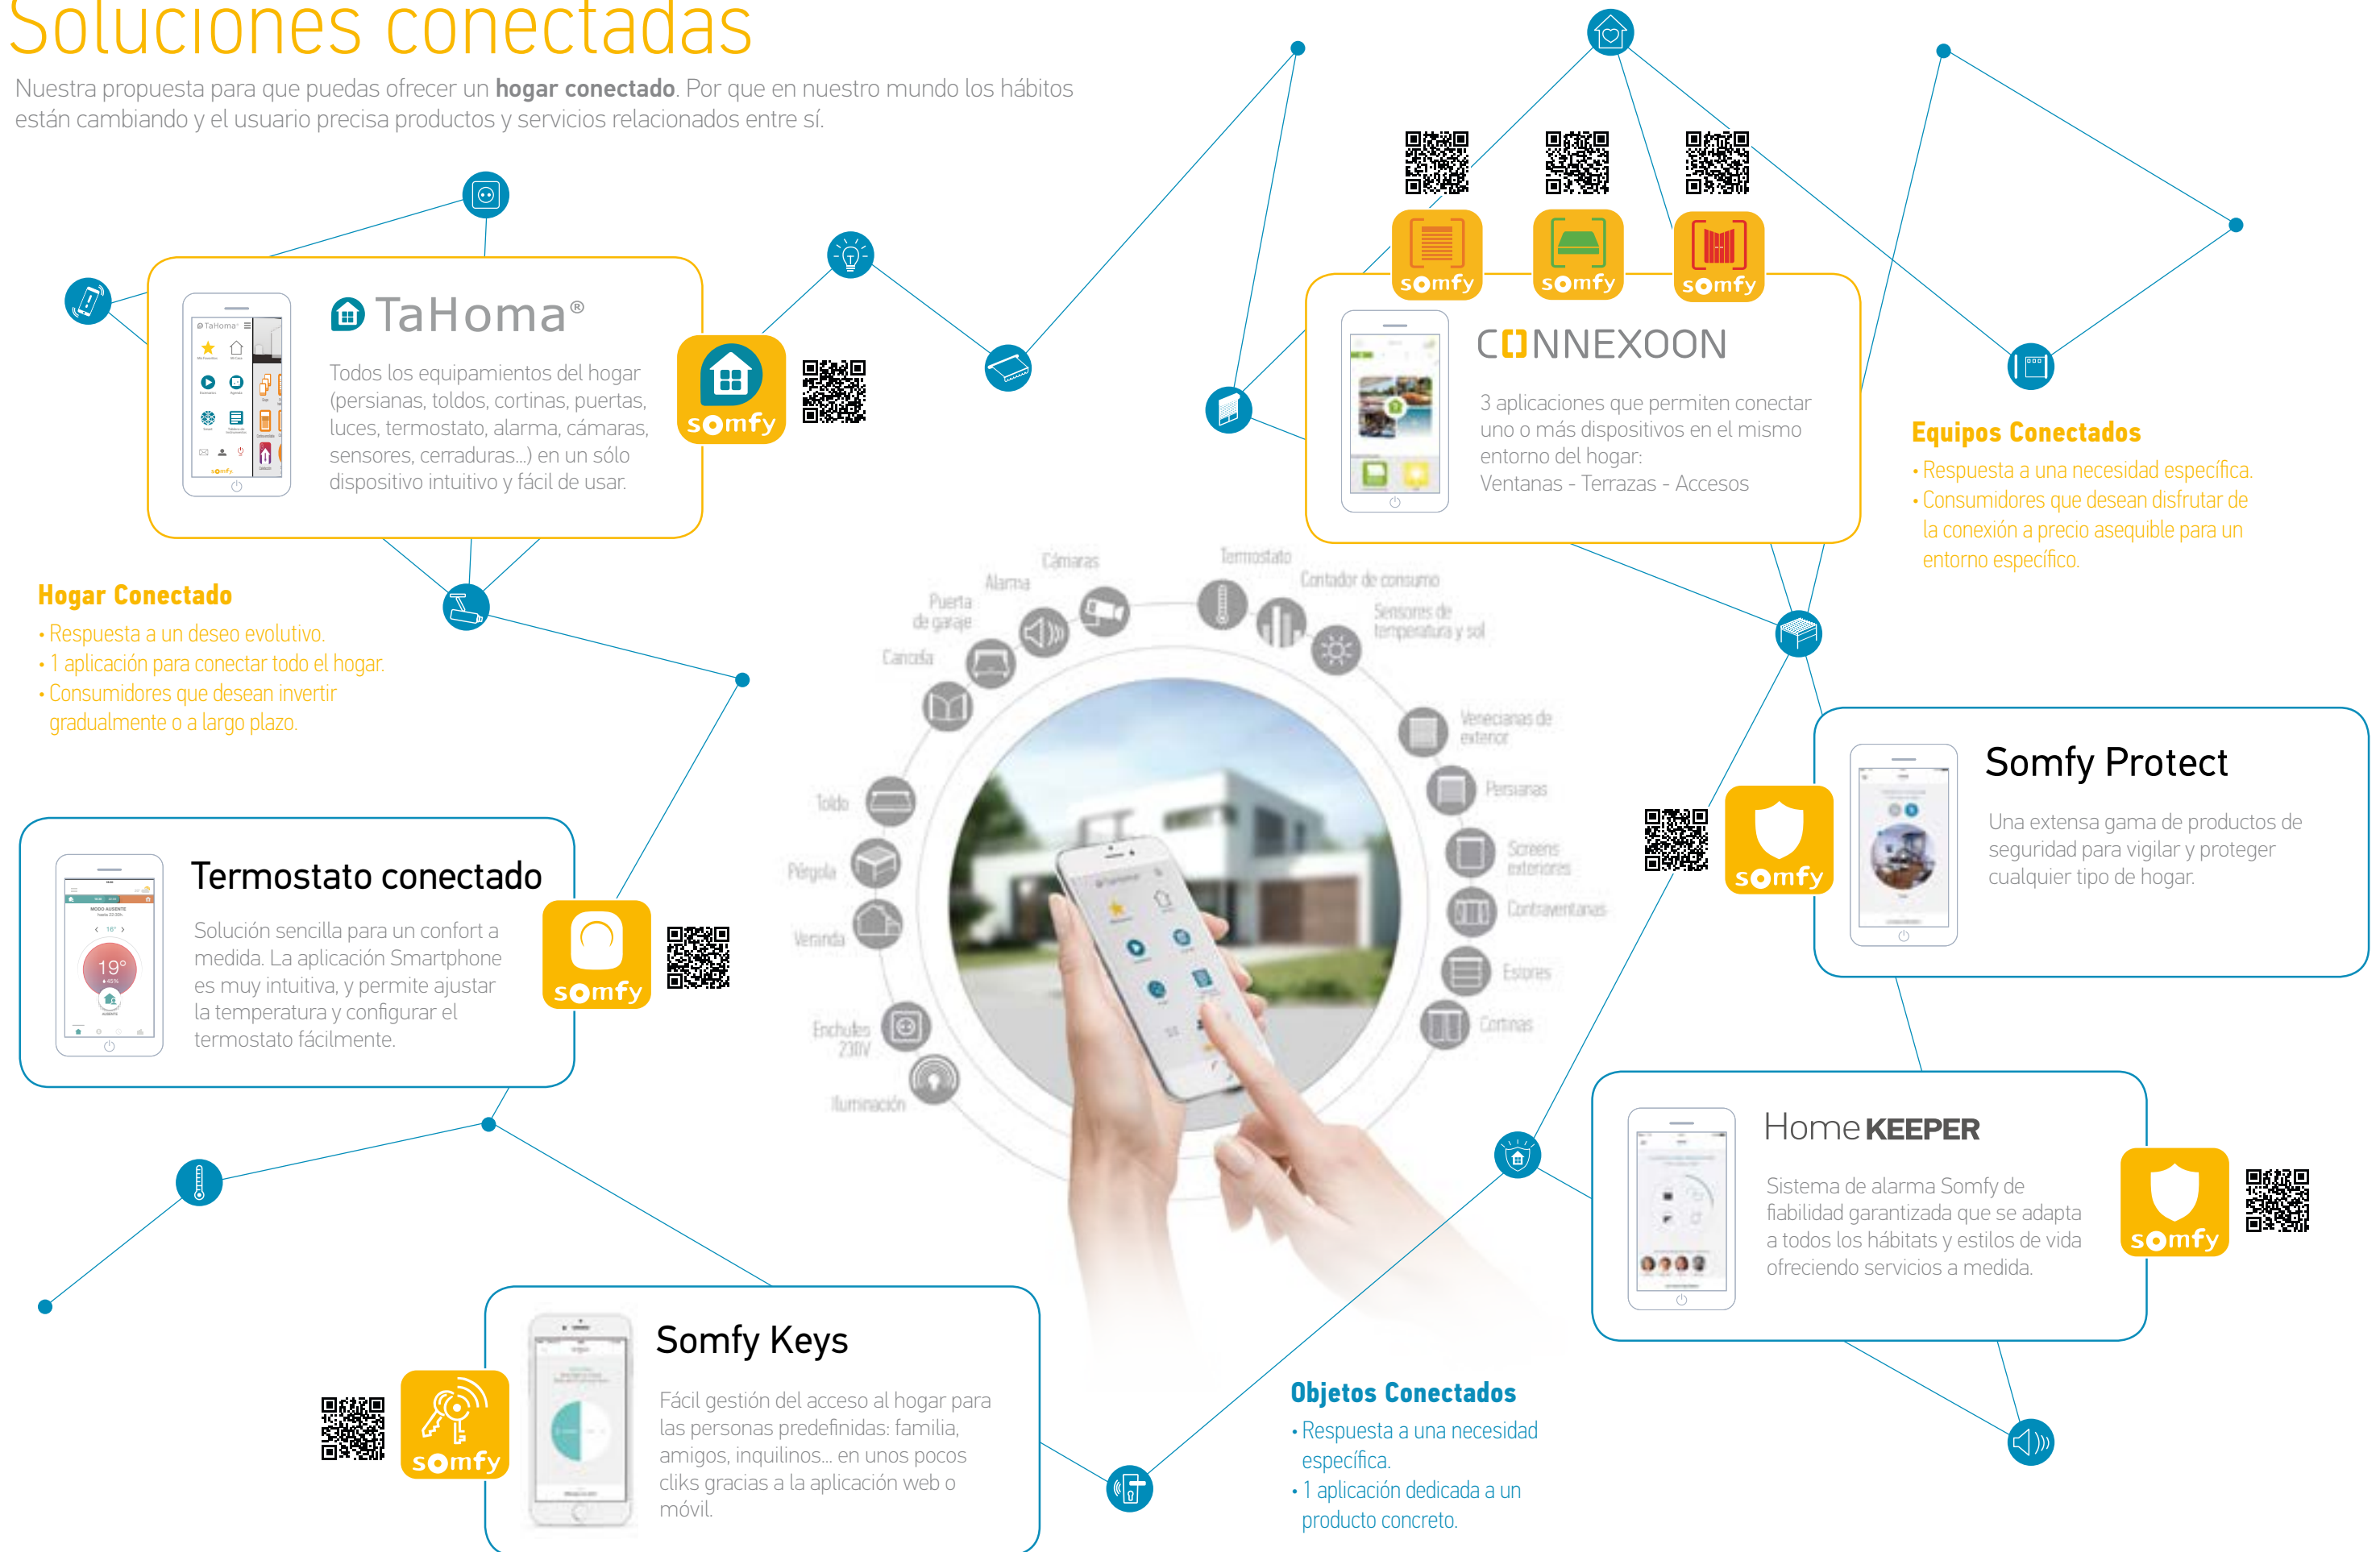 Soluciones conectadas
Nuestra propuesta para que puedas ofrecer un hogar conectado. Por que en nuestro mundo los hábitos
están cambiando y el usuario precisa productos y servicios relacionados entre sí.
TaHoma®
Todos los equipamientos del hogar
(persianas, toldos, cortinas, puertas,
luces, termostato, alarma, cámaras,
sensores, cerraduras...) en un sólo
dispositivo intuitivo y fácil de usar.
TaHoma
somfy
somfy
Hogar Conectado
• Respuesta a un deseo evolutivo.
• 1 aplicación para conectar todo el hogar.
• Consumidores que desean invertir
gradualmente o a largo plazo.
somfy
somfy
somfy
CONNEXOON
3 aplicaciones que permiten conectar
uno o más dispositivos en el mismo
entorno del hogar:
Ventanas - Terrazas - Accesos
Equipos Conectados
• Respuesta a una necesidad específica.
• Consumidores que desean disfrutar de
la conexión a precio asequible para un
entorno específico.
Cámaras
Alarma
Puerta
de garaje
Cancela
Toldo
Pérgola
Veranda
Enchufes
230V
Iluminación
Termostato
Contador de consumo
Sensores de
temperatura y sol
Venecianas de
exterior
Persianas
Screens
exteriores
Contraventanas
Estores
Cortinas
TaHoma
Termostato conectado
Solución sencilla para un confort a
medida. La aplicación Smartphone
es muy intuitiva, y permite ajustar
la temperatura y configurar el
termostato fácilmente.
MODO AUSENTE
16°
19°
somfy
Somfy Protect
Una extensa gama de productos de
seguridad para vigilar y proteger
cualquier tipo de hogar.
somfy
Home KEEPER
Sistema de alarma Somfy de
fiabilidad garantizada que se adapta
a todos los hábitats y estilos de vida
ofreciendo servicios a medida.
somfy
Somfy Keys
Fácil gestión del acceso al hogar para
las personas predefinidas: familia,
amigos, inquilinos... en unos pocos
cliks gracias a la aplicación web o
móvil.
somfy
Objetos Conectados
• Respuesta a una necesidad
específica.
• 1 aplicación dedicada a un
producto concreto.